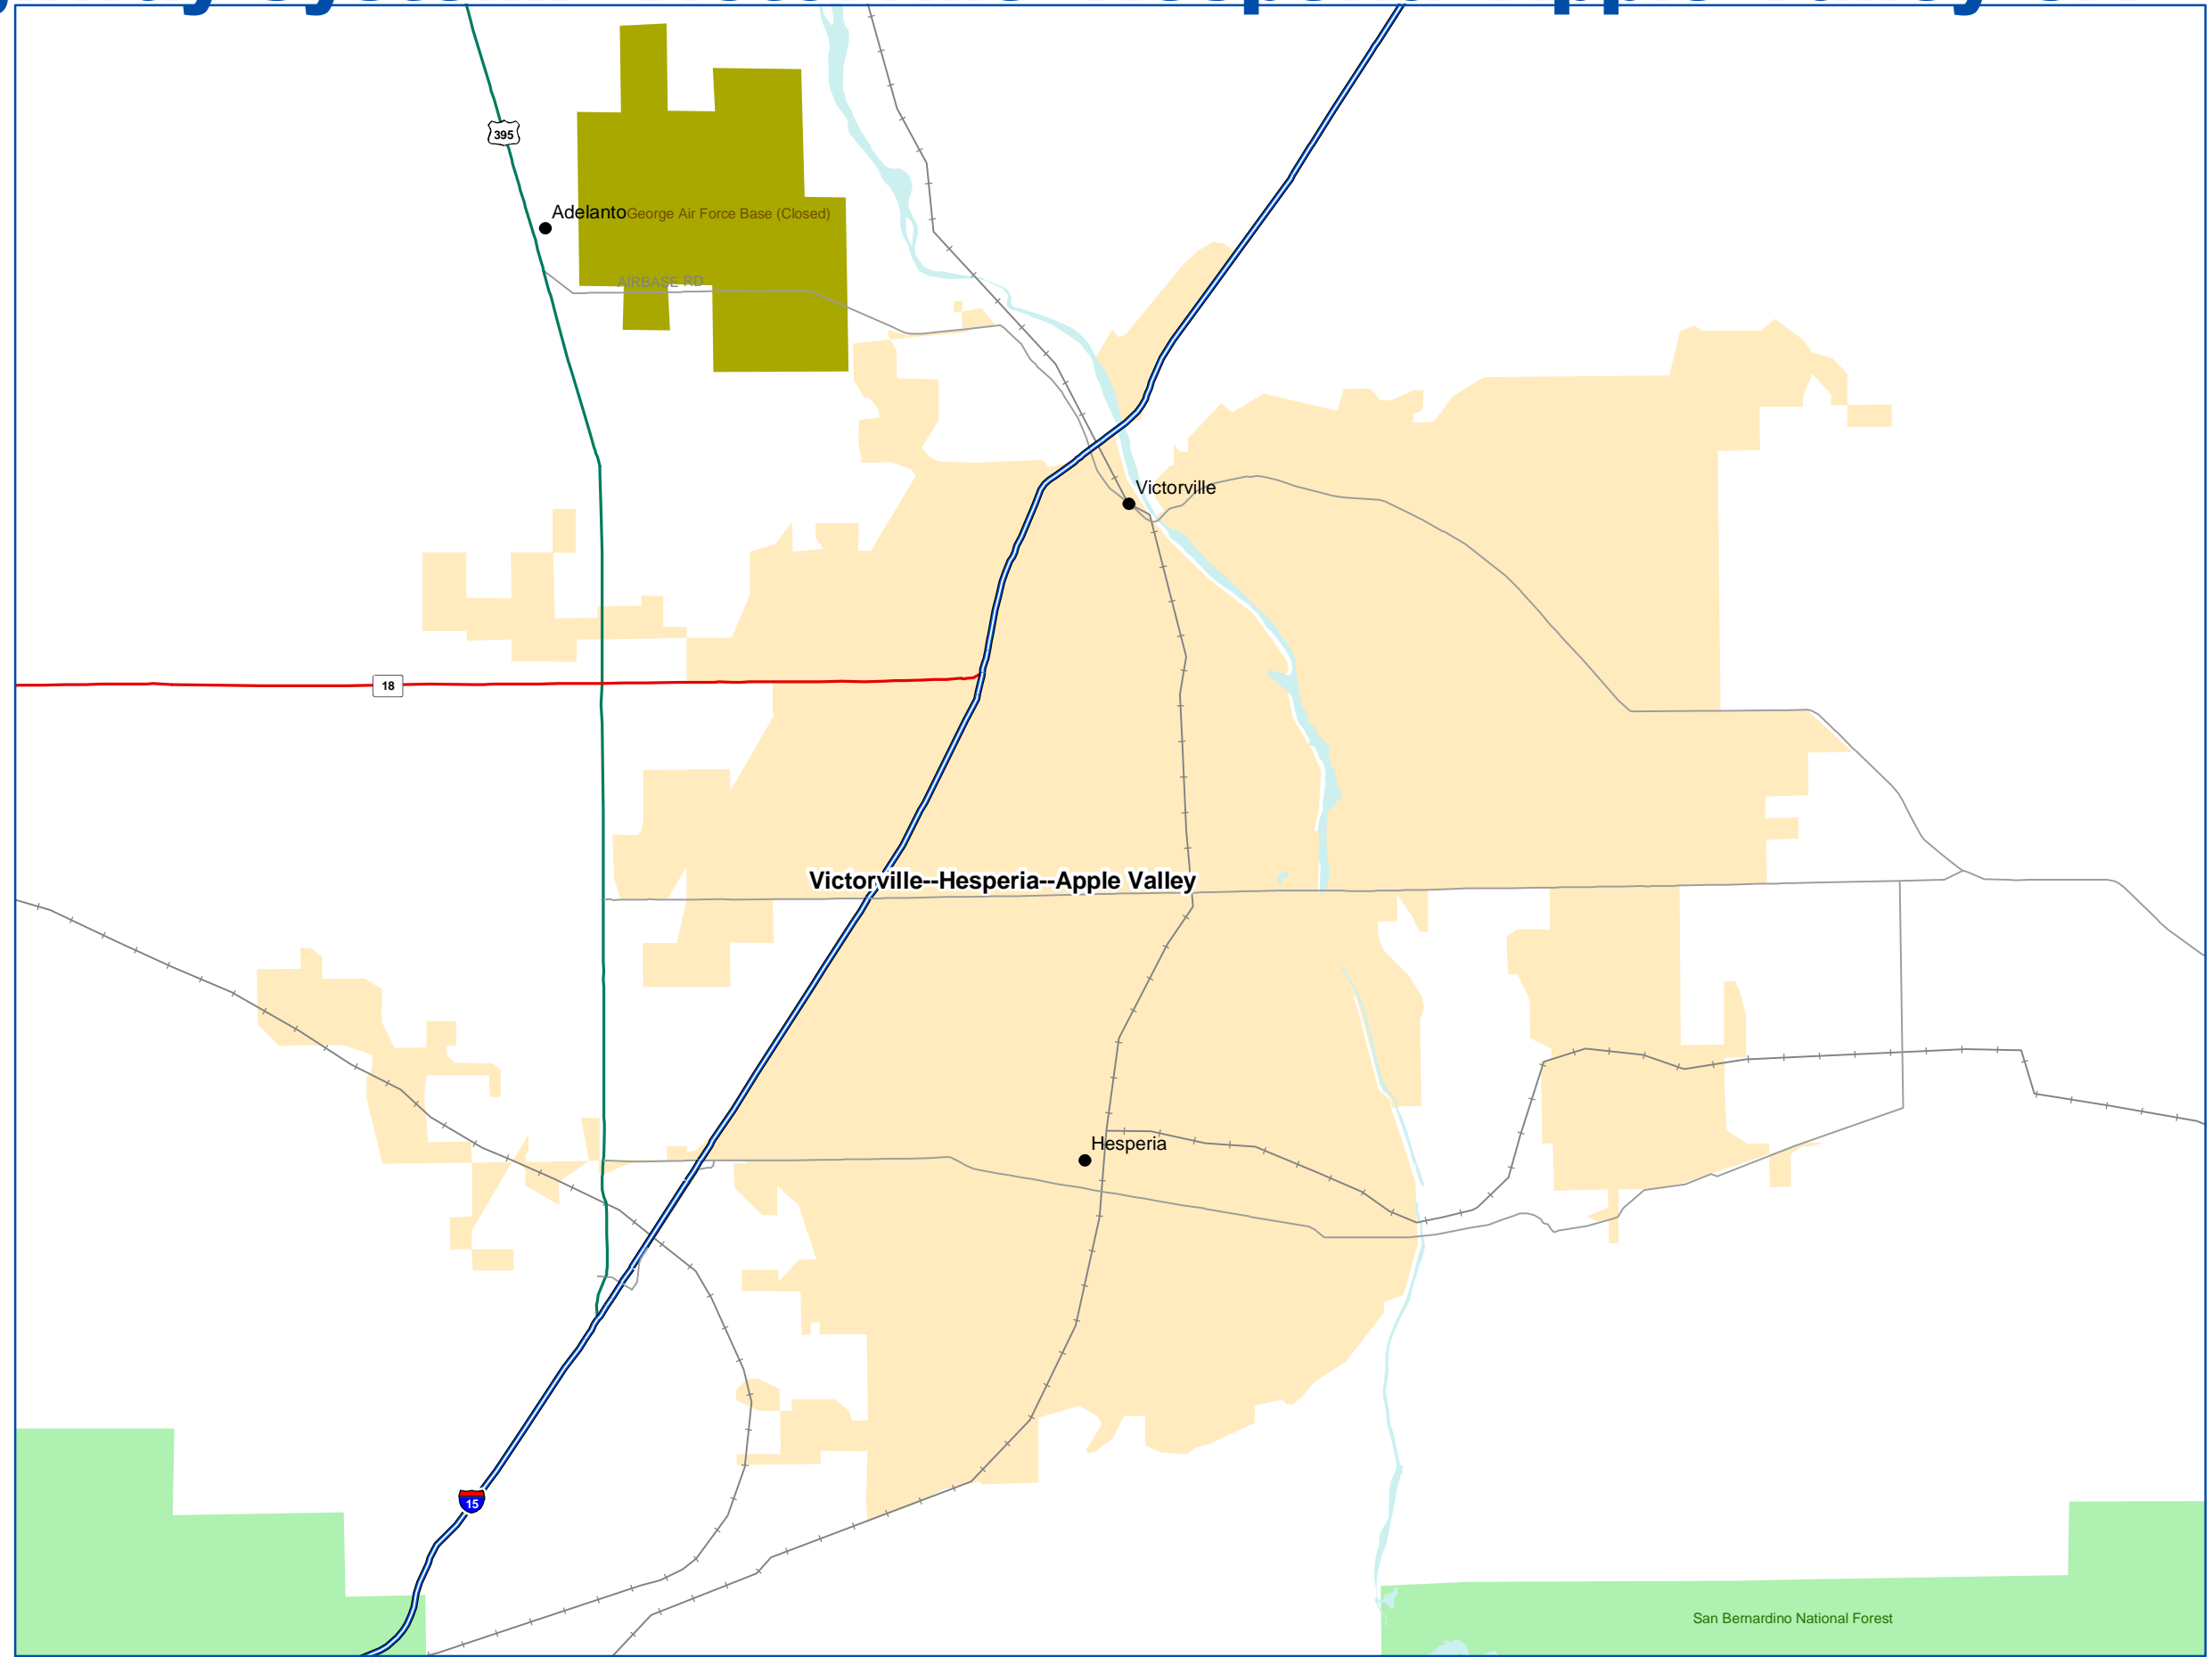 395
Adelanto
George Air Force Base (Closed)
AIRBASE RD
Victorville
18
Victorville--Hesperia--Apple Valley
Hesperia
15
San Bernardino National Forest